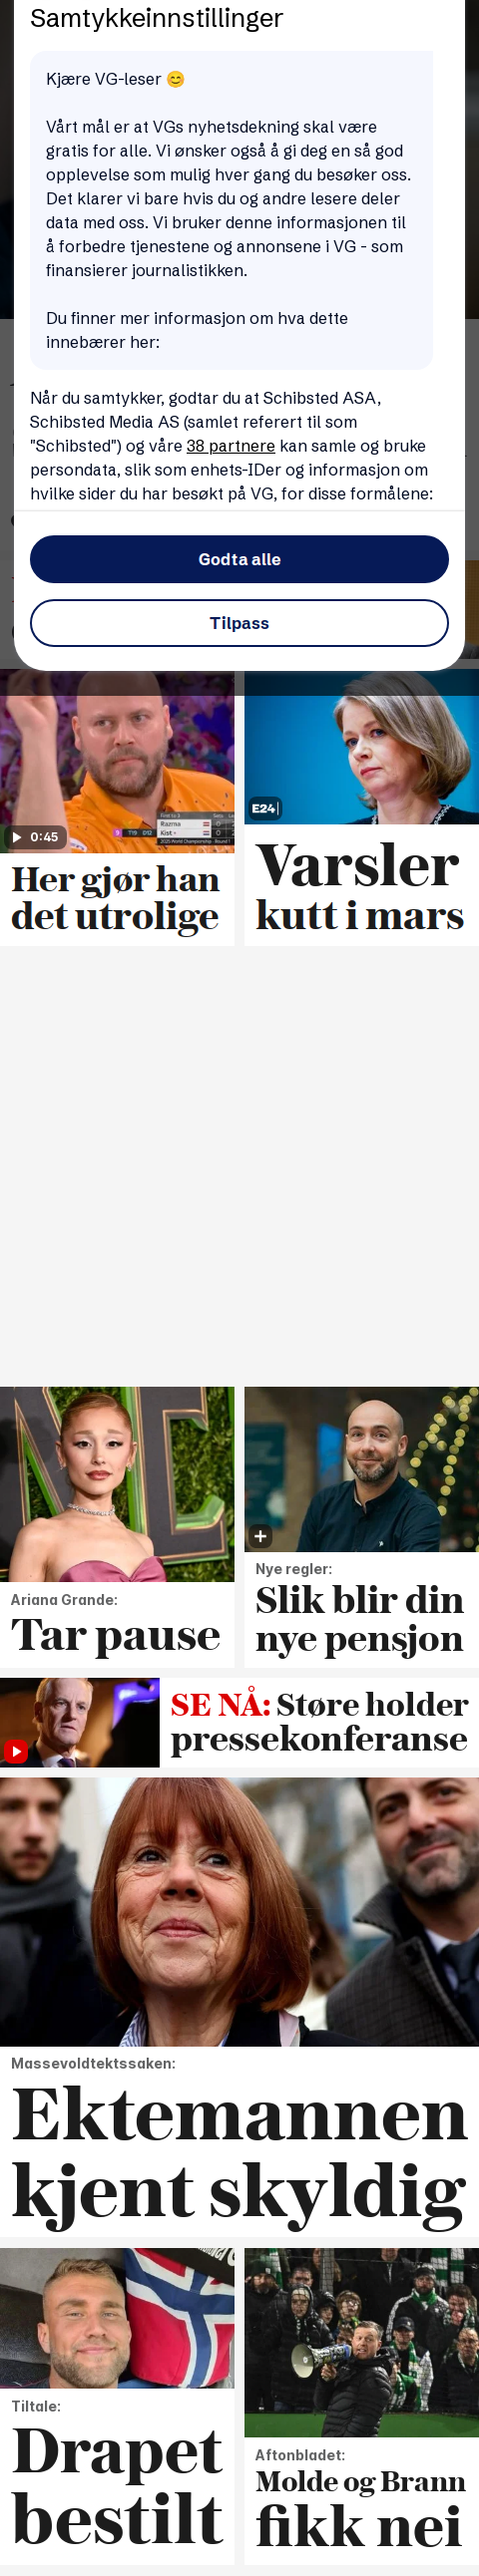 Samtykkeinnstillinger
Kjære VG-leser 😊
Vårt mål er at VGs nyhetsdekning skal være
gratis for alle. Vi ønsker også å gi deg en så god
opplevelse som mulig hver gang du besøker oss.
Det klarer vi bare hvis du og andre lesere deler
data med oss. Vi bruker denne informasjonen til
å forbedre tjenestene og annonsene i VG - som
finansierer journalistikken.
Du finner mer informasjon om hva dette
innebærer her:
Når du samtykker, godtar du at Schibsted ASA,
Schibsted Media AS (samlet referert til som
"Schibsted") og våre 38 partnere kan samle og bruke
persondata, slik som enhets-IDer og informasjon om
hvilke sider du har besøkt på VG, for disse formålene:
Godta alle
Tilpass
0:45
Razma
Kist
Her gjør han
det utrolige
E24
Varsler
kutt i mars
Ariana Grande:
Tar pause
Nye regler:
Slik blir din
nye pensjon
SE NÅ: Støre holder
pressekonferanse
Massevoldtektssaken:
Ektemannen
kjent skyldig
Tiltale:
Drapet
bestilt
Aftonbladet:
Molde og Brann
fikk nei